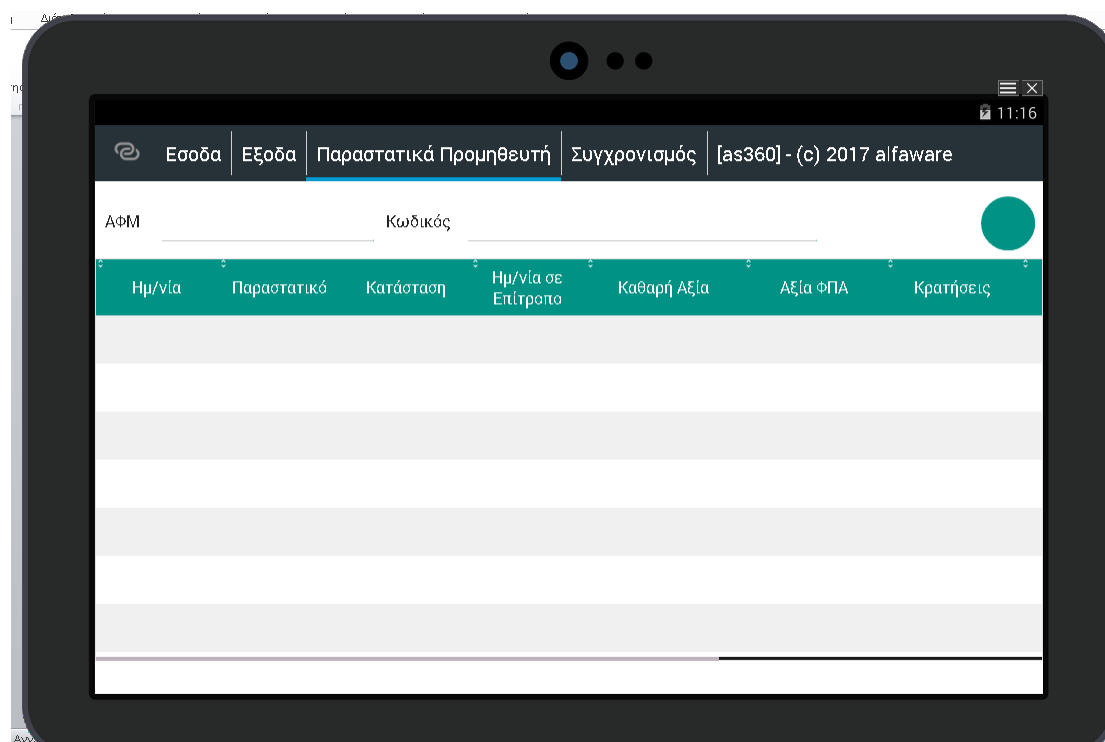 11:16
Εσοδα Εξοδα Παραστατικά Προμηθευτή Συγχρονισμός [as360] - (c) 2017 alfaware
ΑΦΜ Κωδικός
Ημ/νία Παραστατικό Κατάσταση Ημ/νία σε Επίτροπο Καθαρή Αξία Αξία ΦΠΑ Κρατήσεις